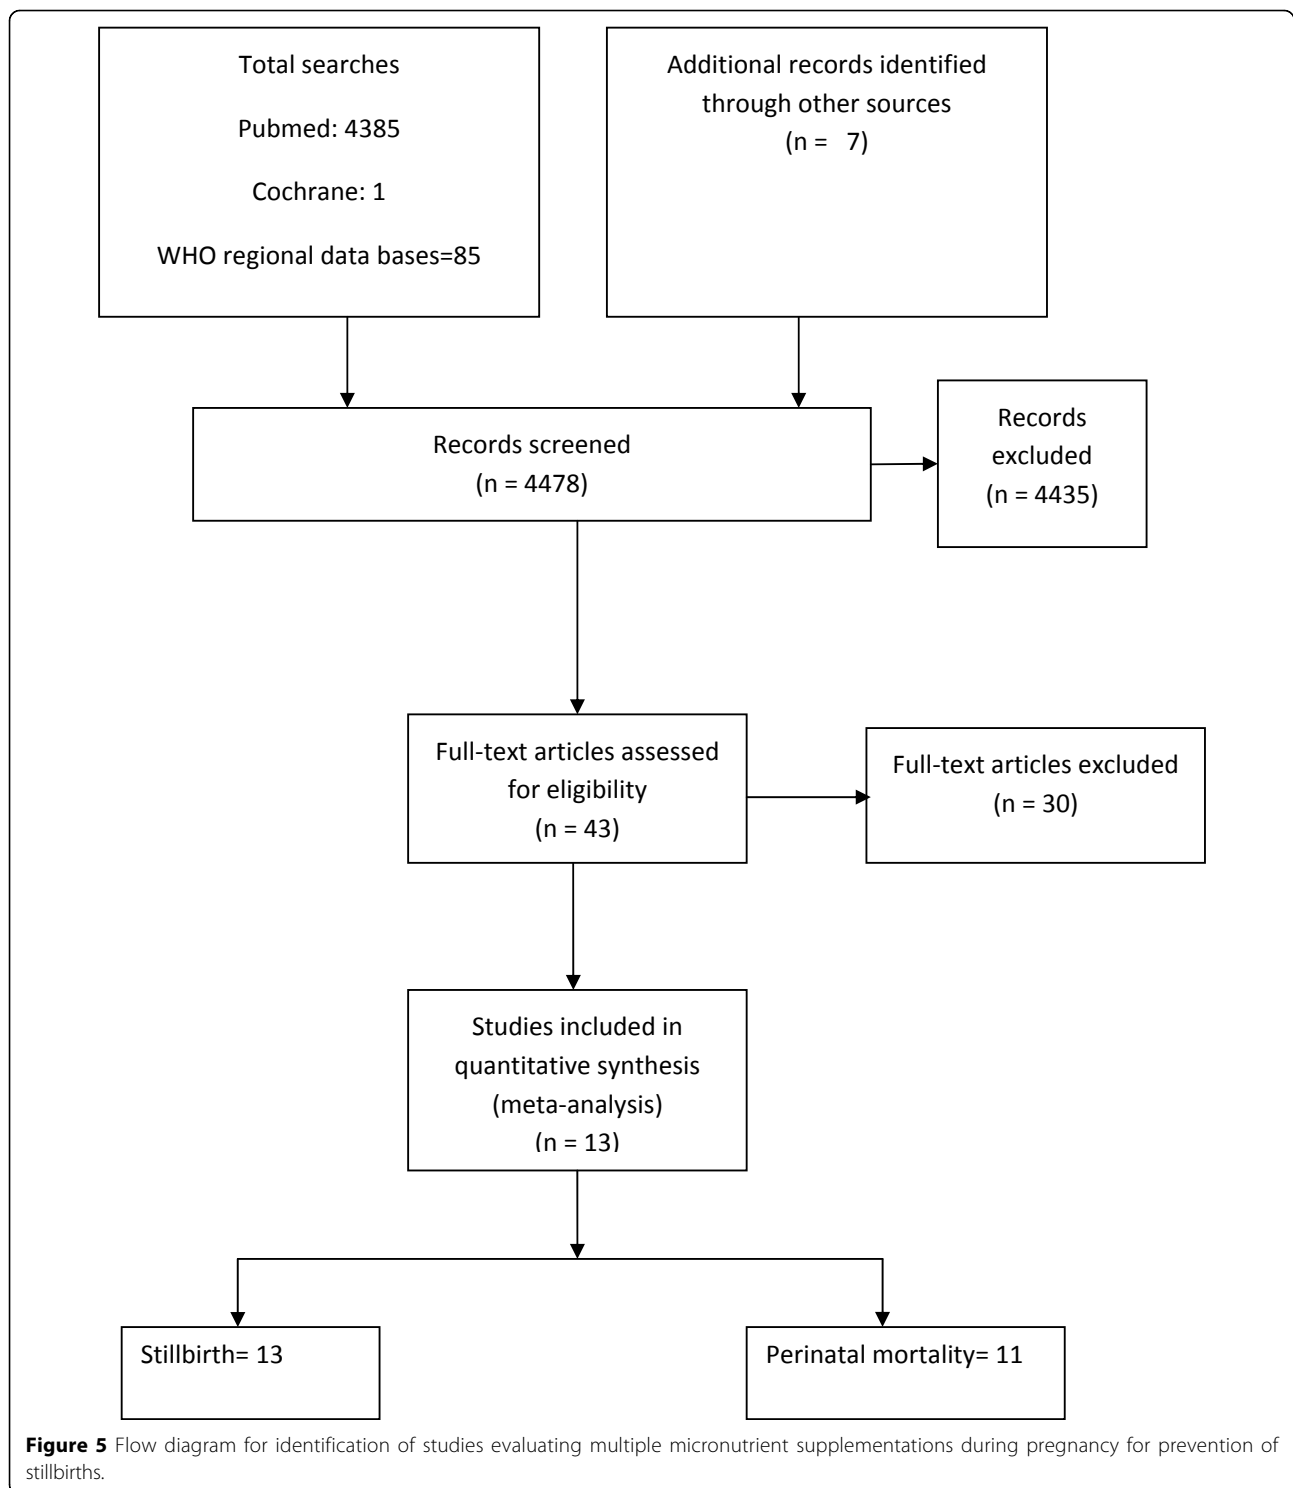 Total searches
Pubmed: 4385
Cochrane: 1
WHO regional data bases=85
Additional records identified
through other sources
(n =   7)
Records screened
(n = 4478)
Records
excluded
(n = 4435)
Full-text articles assessed
for eligibility
(n = 43)
Full-text articles excluded
(n = 30)
Studies included in
quantitative synthesis
(meta-analysis)
(n = 13)
Stillbirth= 13
Perinatal mortality= 11
Figure 5 Flow diagram for identification of studies evaluating multiple micronutrient supplementations during pregnancy for prevention of
stillbirths.